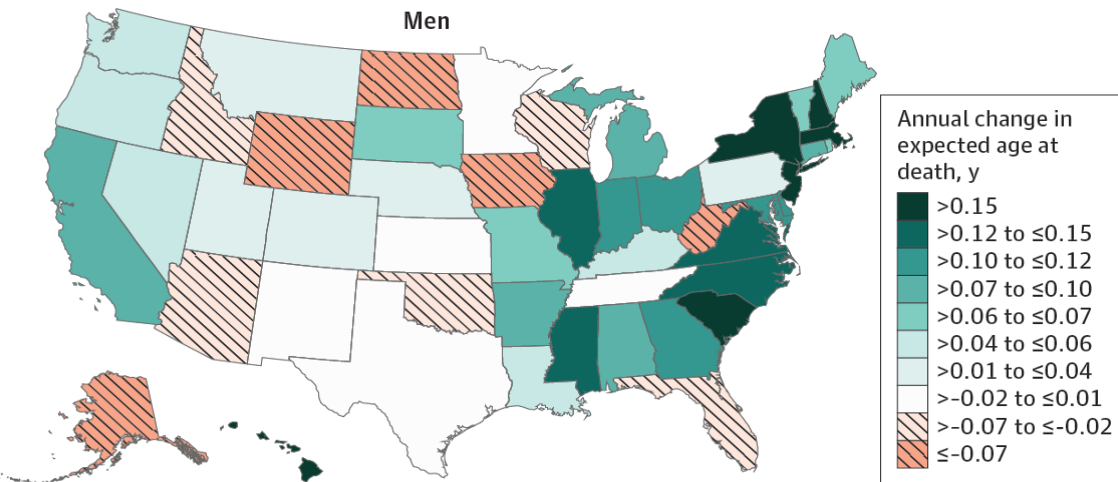 Men
Annual change in
expected age at
death, y
>0.15
>0.12 to ≤0.15
>0.10 to ≤0.12
>0.07 to ≤0.10
>0.06 to ≤0.07
>0.04 to ≤0.06
>0.01 to ≤0.04
>-0.02 to ≤0.01
>-0.07 to ≤-0.02
≤-0.07